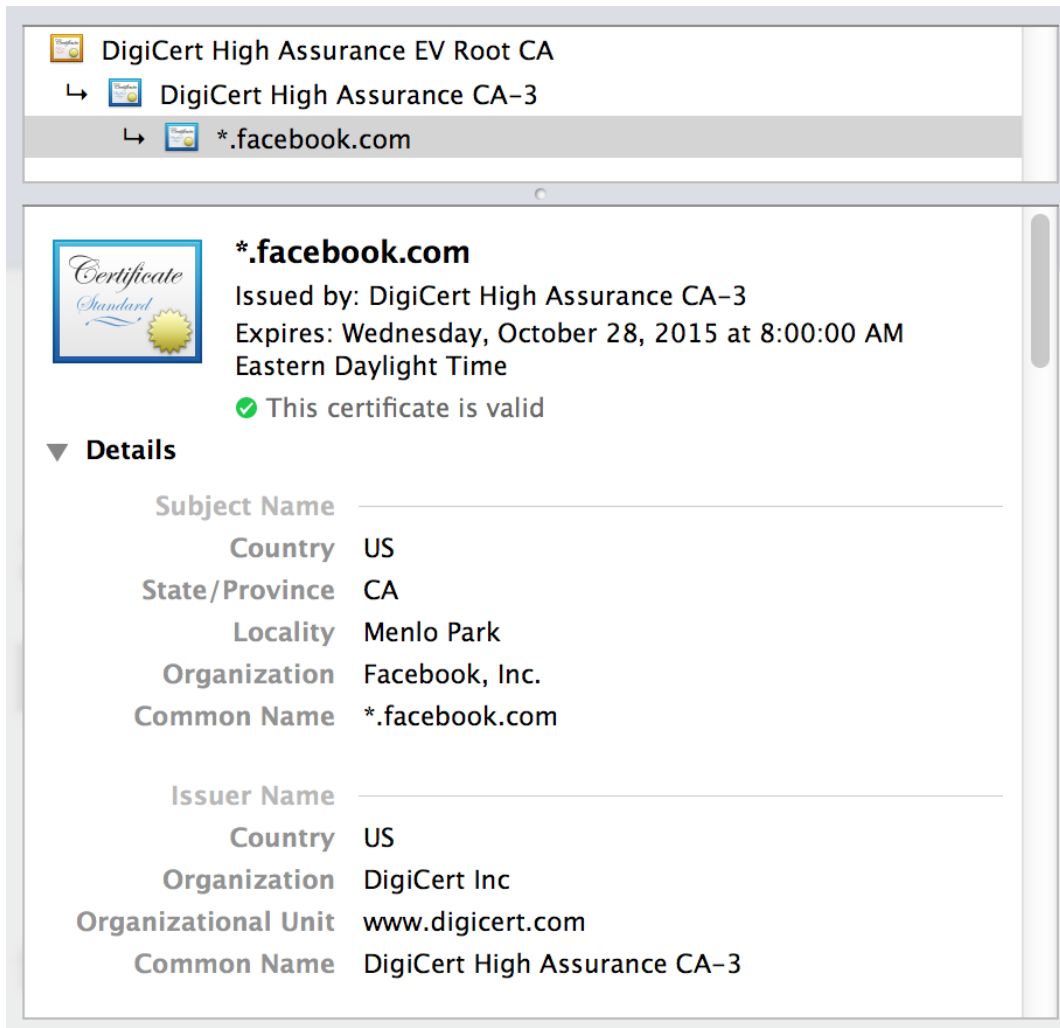 DigiCert High Assurance EV Root CA
DigiCert High Assurance CA-3
*.facebook.com
Certificate
Standard
*.facebook.com
Issued by: DigiCert High Assurance CA-3
Expires: Wednesday, October 28, 2015 at 8:00:00 AM
Eastern Daylight Time
This certificate is valid
Details
Subject Name
Country US
State/Province CA
Locality Menlo Park
Organization Facebook, Inc.
Common Name *.facebook.com
Issuer Name
Country US
Organization DigiCert Inc
Organizational Unit www.digicert.com
Common Name DigiCert High Assurance CA-3